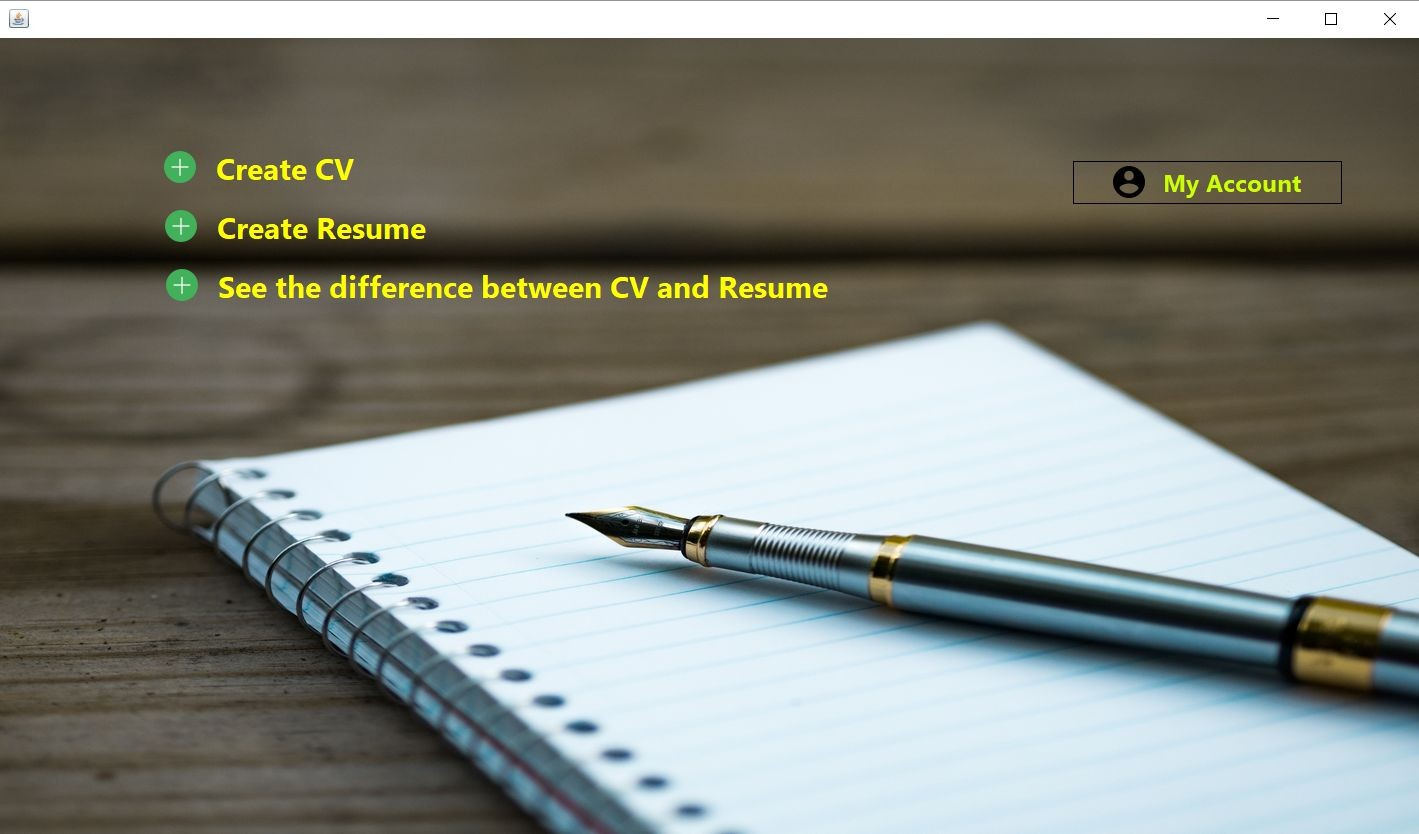 Create CV
My Account
Create Resume
See the difference between CV and Resume